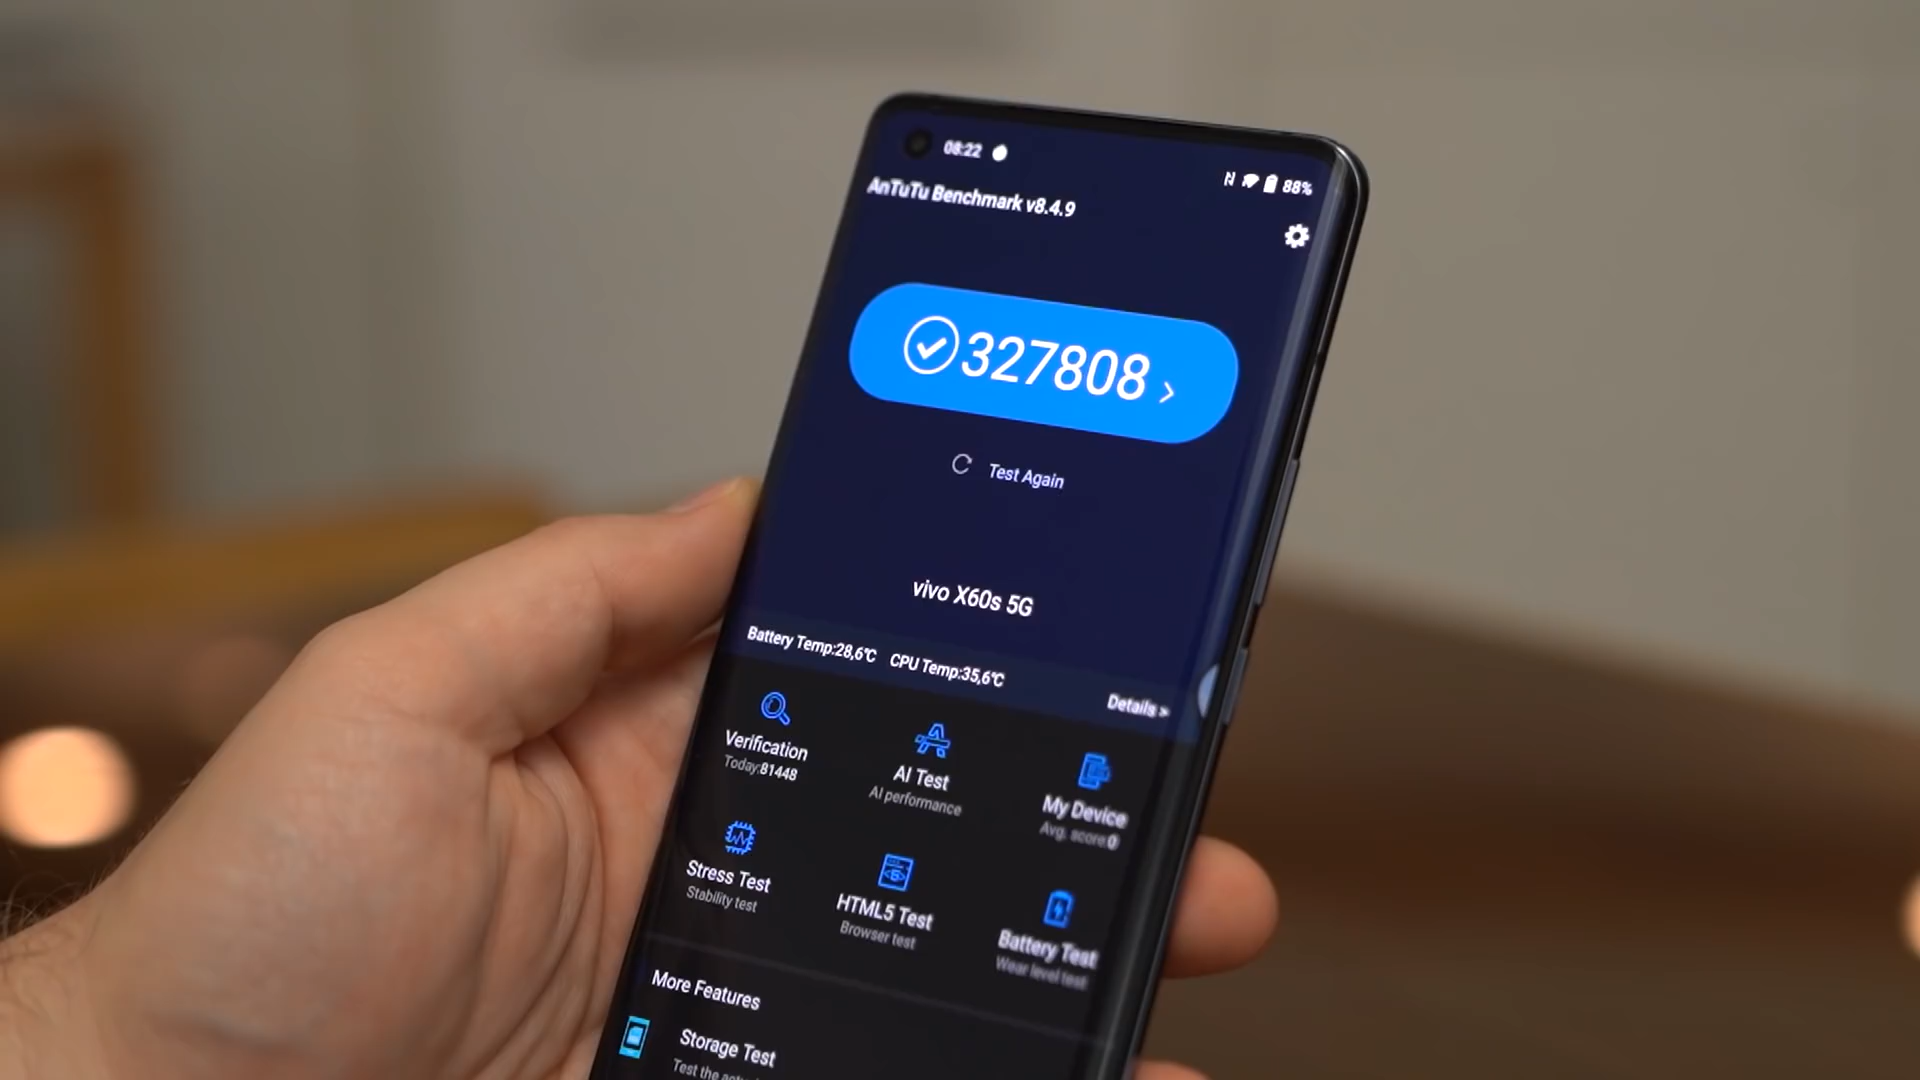 08:22
88%
AnTuTu Benchmark v8.4.9
327808 >
Test Again
vivo X60s 5G
Battery Temp:28,6℃ CPU Temp:35,6℃
Details >
Verification
Today:81448
AI Test
AI performance
My Device
Avg. score:0
Stress Test
Stability test
HTML5 Test
Browser test
Battery Test
Wear level test
More Features
Storage Test
Test the